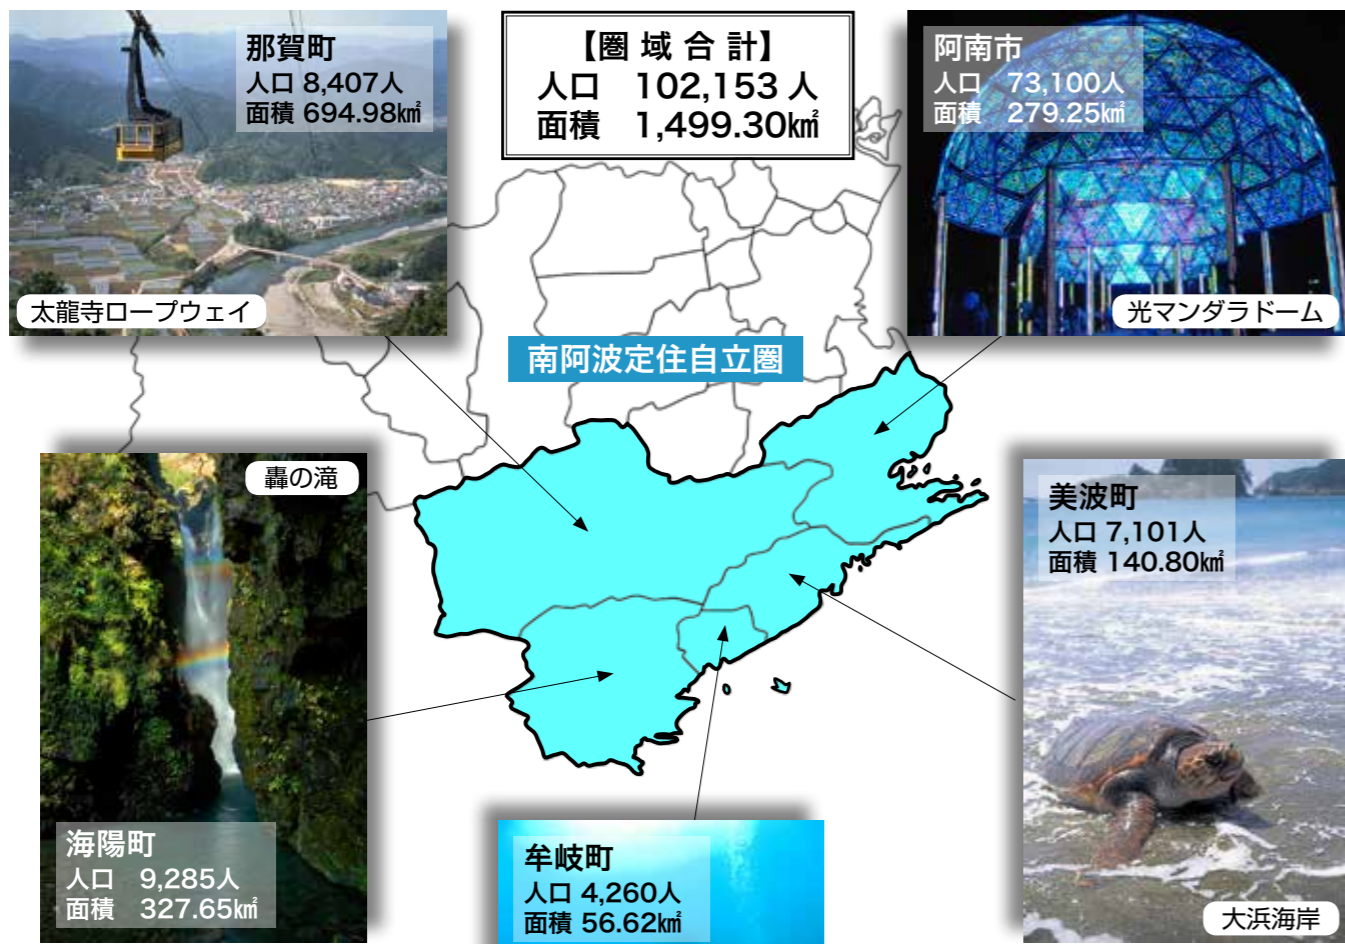 那賀町
人口 8,407人
面積 694.98㎢
太龍寺ロープウェイ
【圏域合計】
人口 102,153 人
面積 1,499.30㎢
阿南市
人口 73,100人
面積 279.25㎢
光マンダラドーム
南阿波定住自立圏
轟の滝
海陽町
人口 9,285人
面積 327.65㎢
牟岐町
人口 4,260人
面積 56.62㎢
美波町
人口 7,101人
面積 140.80㎢
大浜海岸